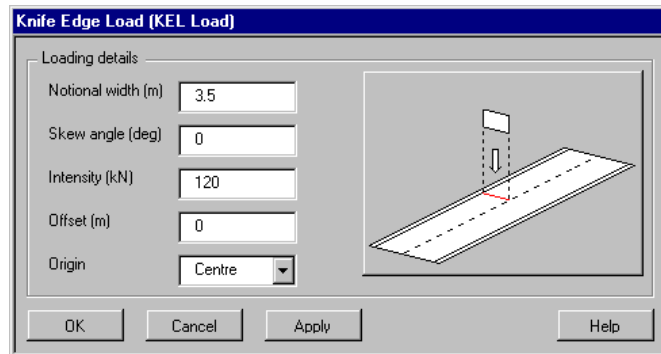 Knife Edge Load (KEL Load)
Loading details
Notional width (m) 3.5
Skew angle (deg) 0
Intensity (kN) 120
Offset (m) 0
Origin Centre
OK Cancel Apply Help